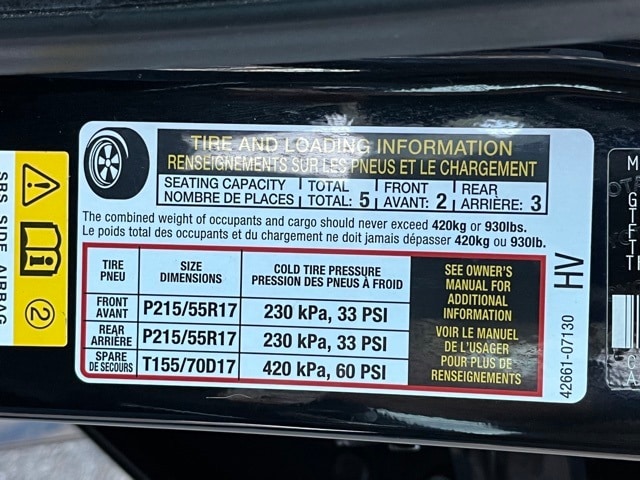 TIRE AND LOADING INFORMATION
RENSEIGNEMENTS SUR LES PNEUS ET LE CHARGEMENT
SEATING CAPACITY TOTAL FRONT REAR
NOMBRE DE PLACES TOTAL: 5 AVANT: 2 ARRIÈRE: 3
The combined weight of occupants and cargo should never exceed 420kg or 930lbs.
Le poids total des occupants et du chargement ne doit jamais dépasser 420kg ou 930lb.
TIRE SIZE COLD TIRE PRESSURE
PNEU DIMENSIONS PRESSION DES PNEUS À FROID
FRONT
AVANT P215/55R17 230 kPa, 33 PSI
REAR
ARRIÈRE P215/55R17 230 kPa, 33 PSI
SPARE
DE SECOURS T155/70D17 420 kPa, 60 PSI
SEE OWNER'S
MANUAL FOR
ADDITIONAL
INFORMATION
VOIR LE MANUEL
DE L'USAGER
POUR PLUS DE
RENSEIGNEMENTS
HV
42661-07130
SRS SIDE AIRBAG
2